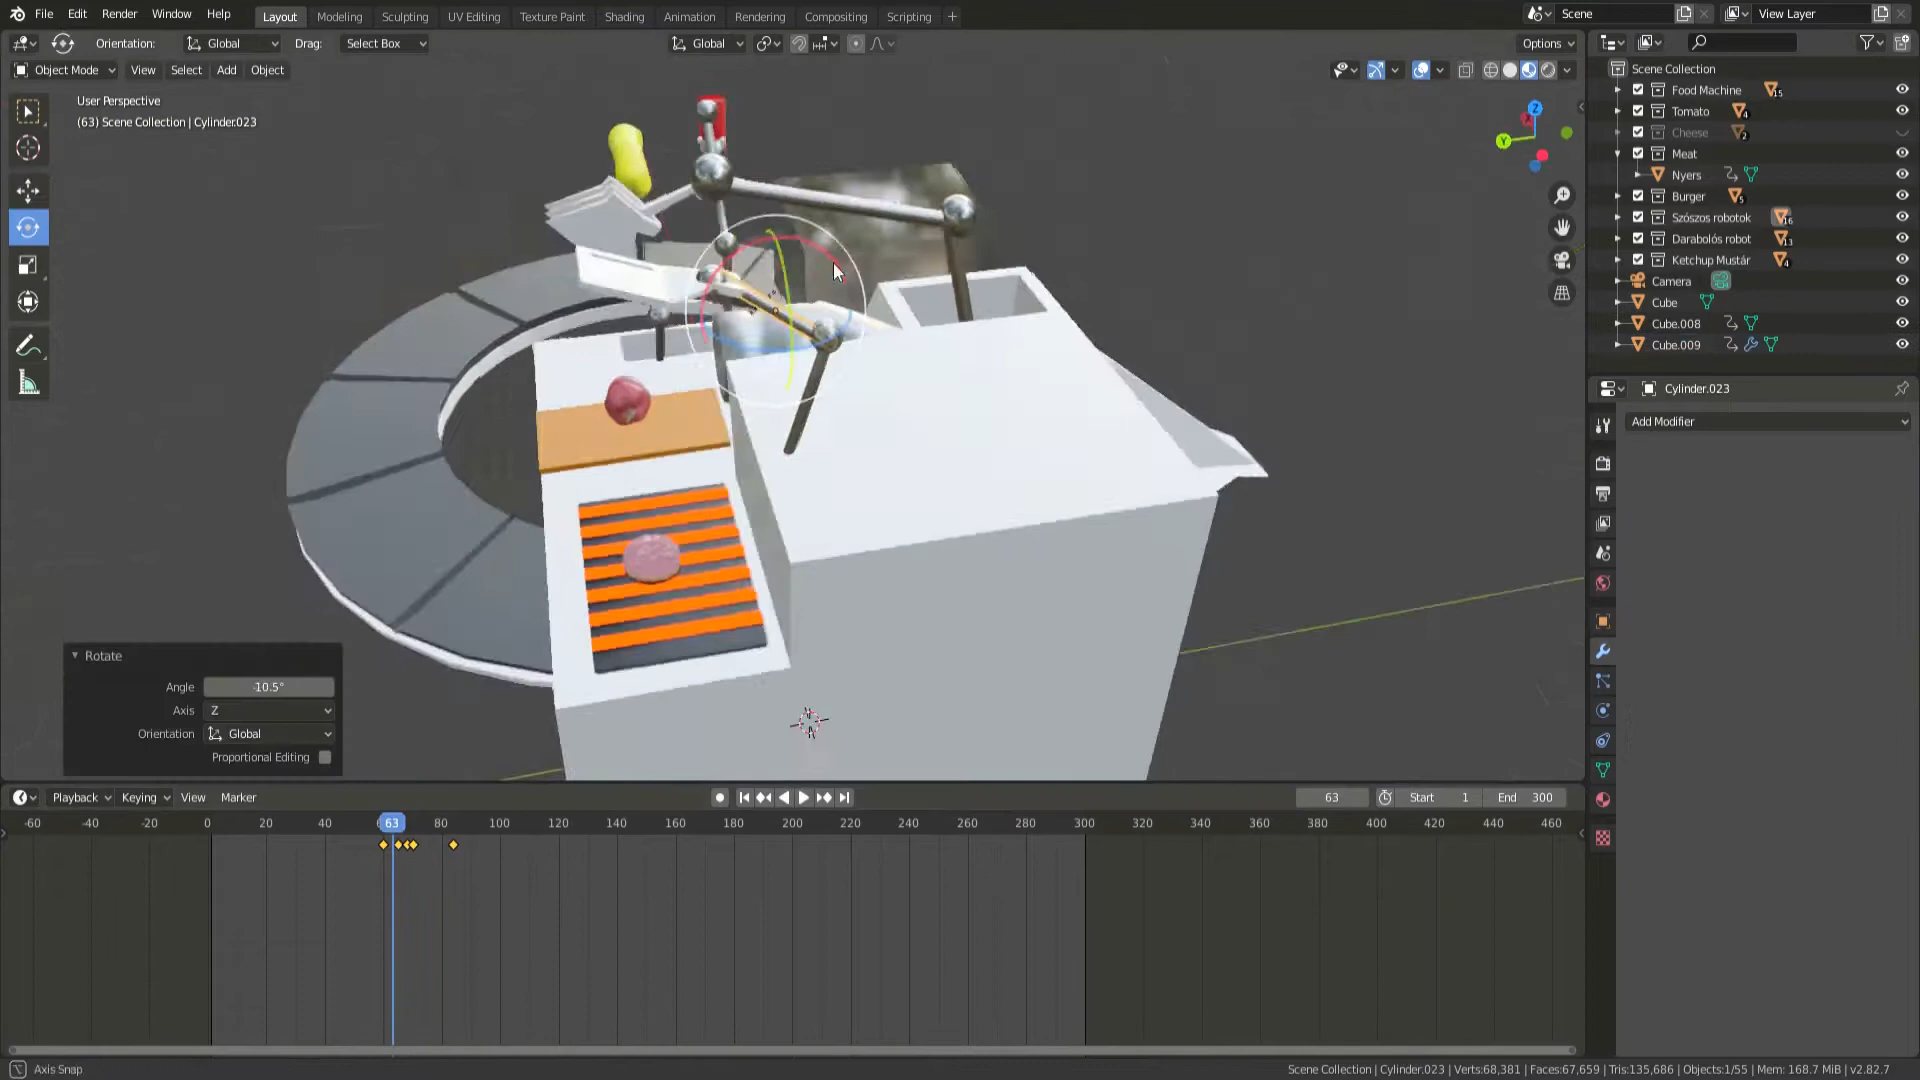 File Edit Render Window Help Layout Modeling Sculpting UV Editing Texture Paint Shading Animation Rendering Compositing Scripting + Scene View Layer
Orientation: Global Drag: Select Box Global Options
Object Mode View Select Add Object
User Perspective
(63) Scene Collection | Cylinder.023
Z
Y
Scene Collection
Food Machine 15
Tomato 4
Cheese 2
Meat
Nyers
Burger 5
Szószos robotok 16
Darabolós robot 13
Ketchup Mustár 4
Camera
Cube
Cube.008
Cube.009
Cylinder.023
Add Modifier
Rotate
Angle -10.5°
Axis Z
Orientation Global
Proportional Editing
Playback Keying View Marker 63 Start 1 End 300
-60 -40 -20 0 20 40 63 80 100 120 140 160 180 200 220 240 260 280 300 320 340 360 380 400 420 440 460
Axis Snap
Scene Collection | Cylinder.023 | Verts:68,381 | Faces:67,659 | Tris:135,686 | Objects:1/55 | Mem: 168.7 MiB | v2.82.7